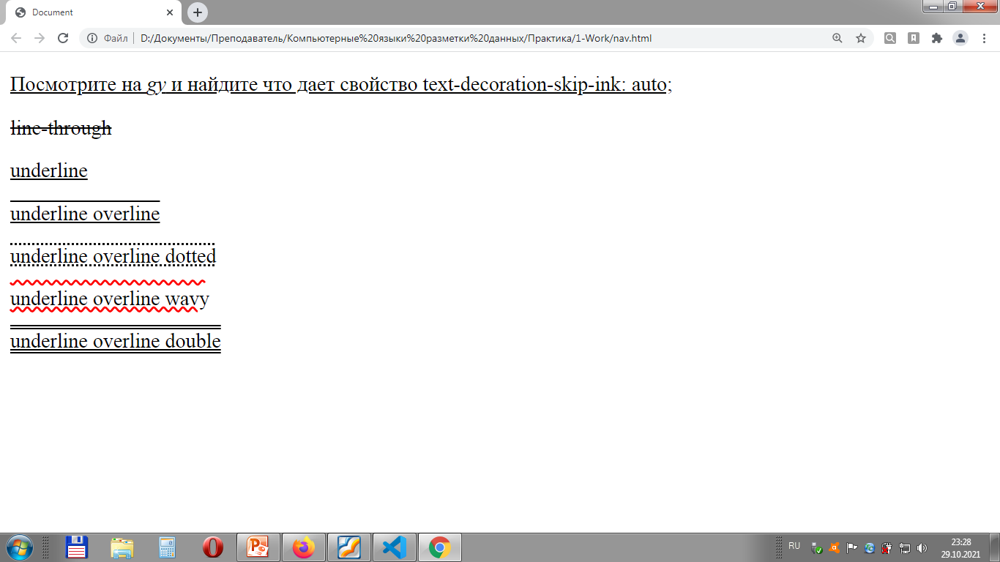 Document
Файл
D:/Документы/Преподаватель/Компьютерные%20языки%20разметки%20данных/Практика/1-Work/nav.html
Посмотрите на gy и найдите что дает свойство text-decoration-skip-ink: auto;
line-through
underline
underline overline
underline overline dotted
underline overline wavy
underline overline double
RU
23:28
29.10.2021